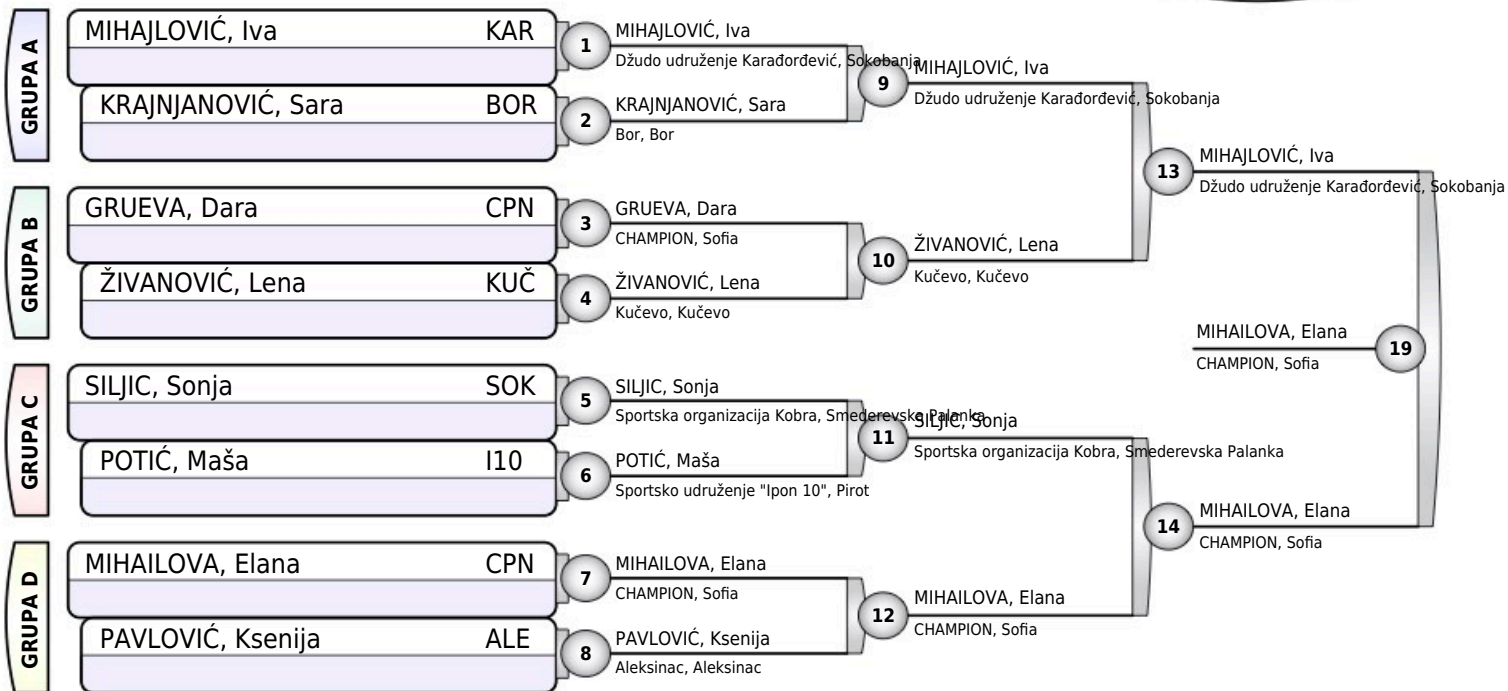 GRUPA A
MIHAJLOVIĆ, Iva KAR
KRAJNJANOVIĆ, Sara BOR
1
MIHAJLOVIĆ, Iva
Džudo udruženje Karađorđević, Sokobanja
2
KRAJNJANOVIĆ, Sara
Bor, Bor
9
MIHAJLOVIĆ, Iva
Džudo udruženje Karađorđević, Sokobanja
GRUPA B
GRUEVA, Dara CPN
ŽIVANOVIĆ, Lena KUČ
3
GRUEVA, Dara
CHAMPION, Sofia
4
ŽIVANOVIĆ, Lena
Kučevo, Kučevo
10
ŽIVANOVIĆ, Lena
Kučevo, Kučevo
13
MIHAJLOVIĆ, Iva
Džudo udruženje Karađorđević, Sokobanja
GRUPA C
SILJIC, Sonja SOK
POTIĆ, Maša I10
5
SILJIC, Sonja
Sportska organizacija Kobra, Smederevska Palanka
6
POTIĆ, Maša
Sportsko udruženje "Ipon 10", Pirot
11
SILJIC, Sonja
Sportska organizacija Kobra, Smederevska Palanka
GRUPA D
MIHAILOVA, Elana CPN
PAVLOVIĆ, Ksenija ALE
7
MIHAILOVA, Elana
CHAMPION, Sofia
8
PAVLOVIĆ, Ksenija
Aleksinac, Aleksinac
12
MIHAILOVA, Elana
CHAMPION, Sofia
14
MIHAILOVA, Elana
CHAMPION, Sofia
MIHAILOVA, Elana
CHAMPION, Sofia
19